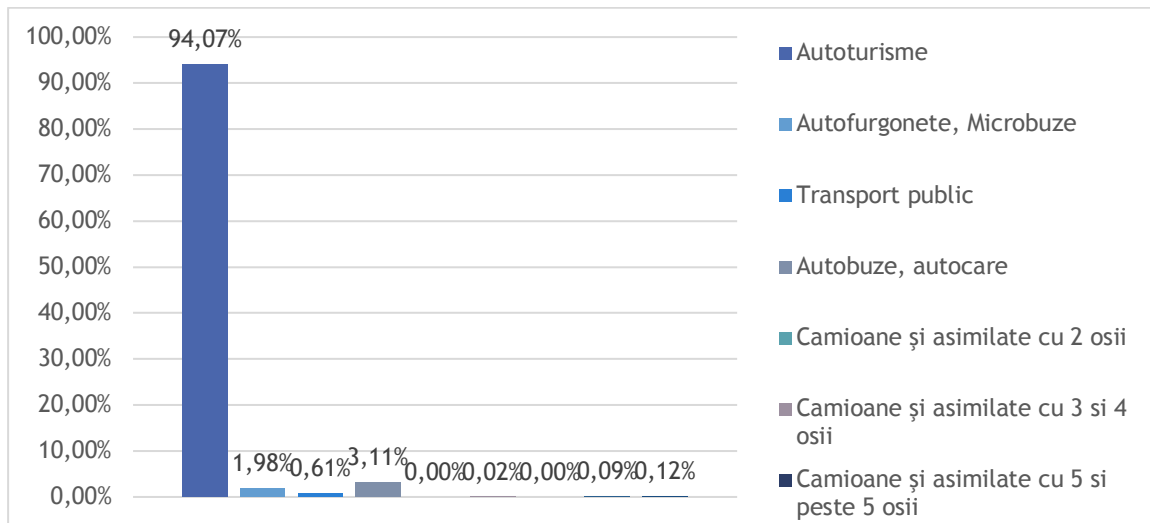 100,00%
90,00%
80,00%
70,00%
60,00%
50,00%
40,00%
30,00%
20,00%
10,00%
0,00%
94,07%
1,98%
0,61%
3,11%
0,00%
0,02%
0,00%
0,09%
0,12%
Autoturisme
Autofurgonete, Microbuze
Transport public
Autobuze, autocare
Camioane şi asimilate cu 2 osii
Camioane şi asimilate cu 3 si 4
osii
Camioane şi asimilate cu 5 si
peste 5 osii